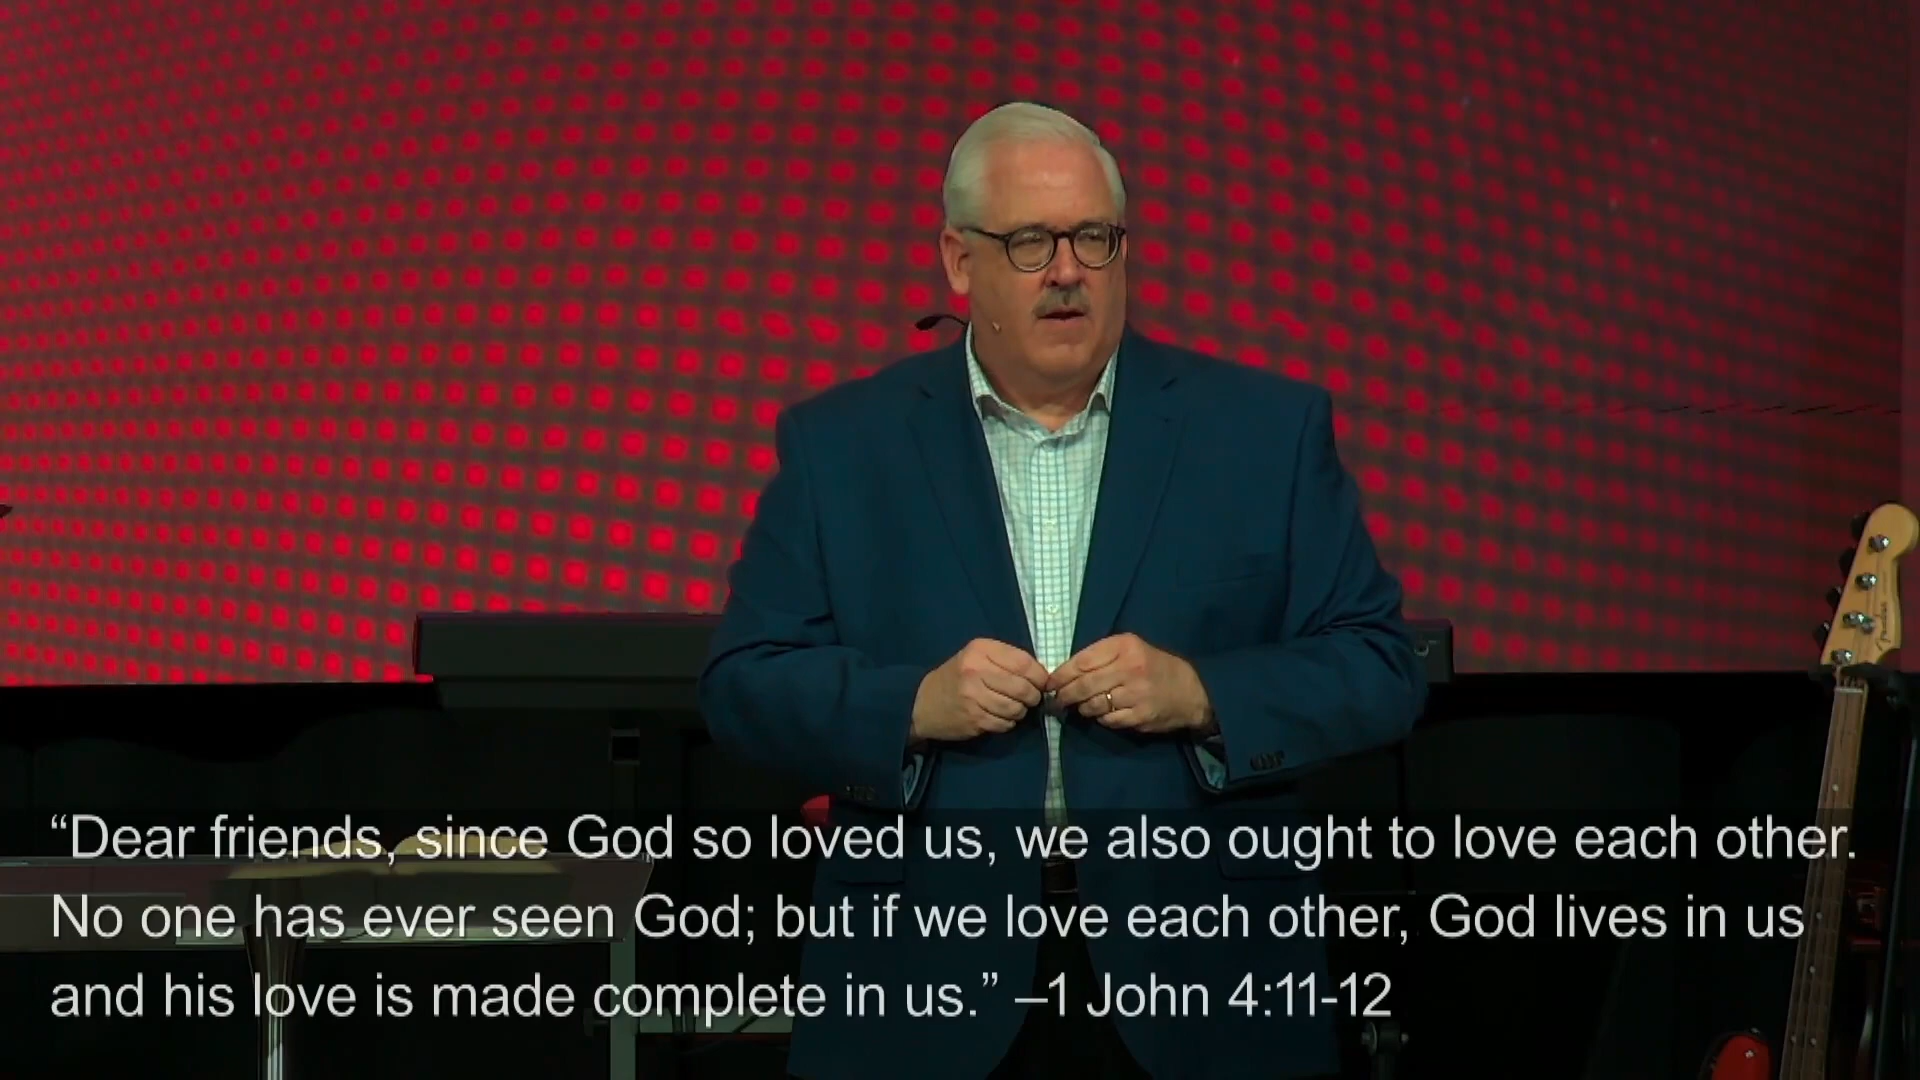 “Dear friends, since God so loved us, we also ought to love each other.
No one has ever seen God; but if we love each other, God lives in us
and his love is made complete in us.” –1 John 4:11-12
Fender